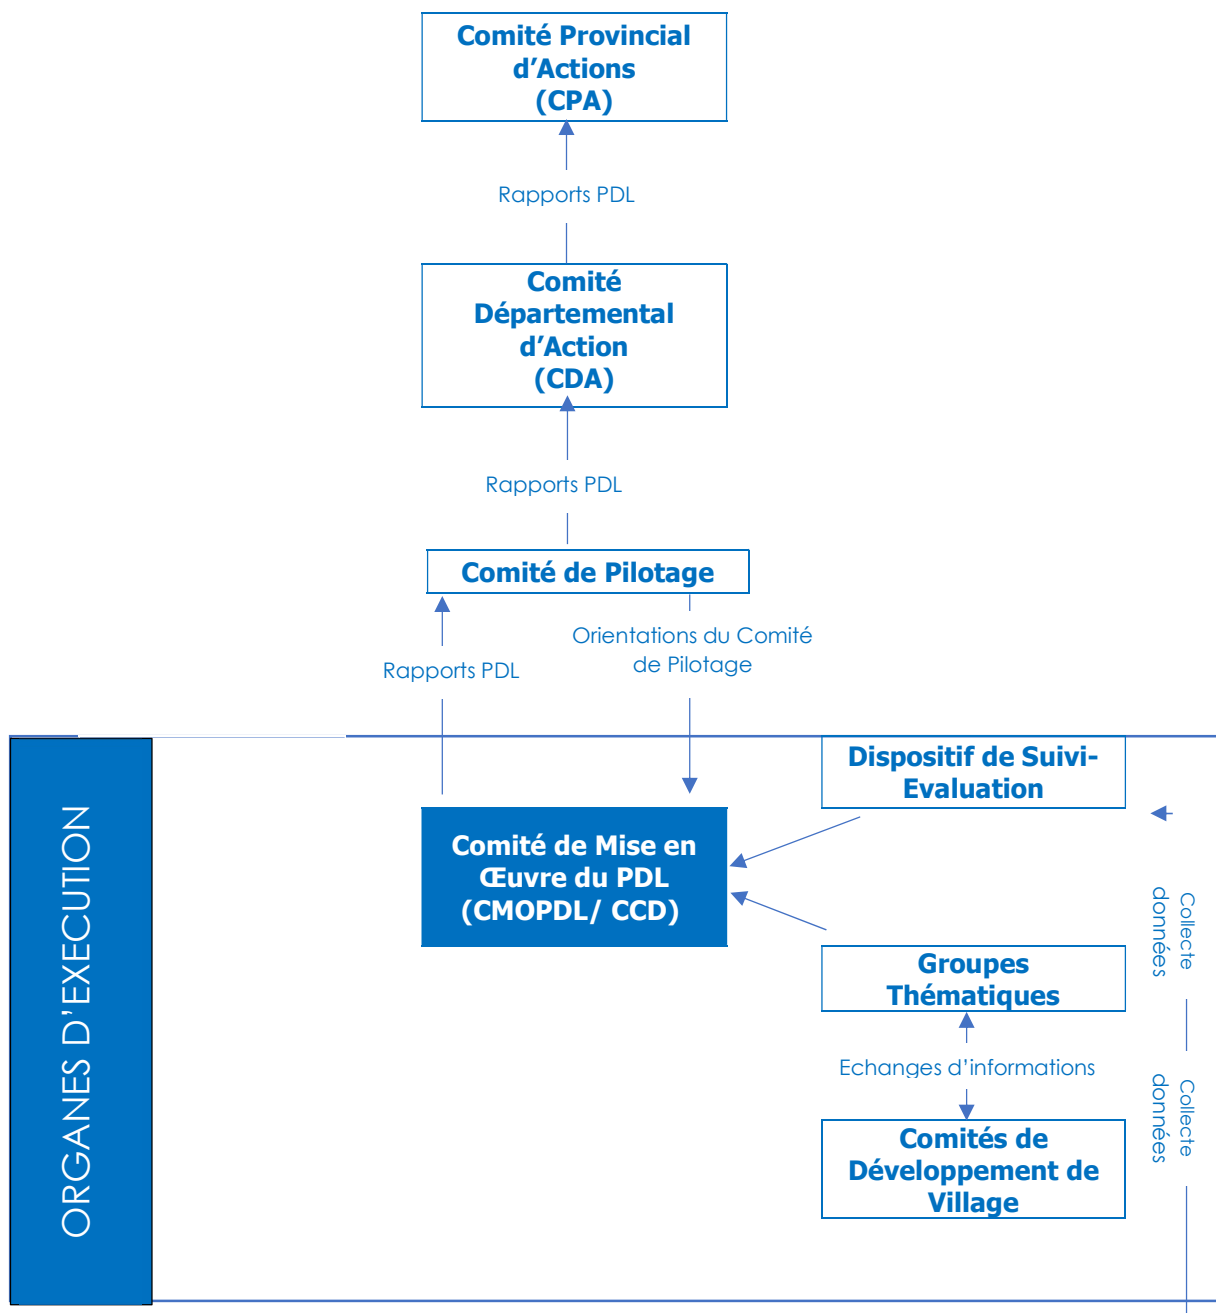 Comité Provincial
d’Actions
(CPA)
Rapports PDL
Comité
Départemental
d’Action
(CDA)
Rapports PDL
Comité de Pilotage
Rapports PDL
Orientations du Comité
de Pilotage
ORGANES D’EXECUTION
Comité de Mise en
Œuvre du PDL
(CMOPDL/ CCD)
Dispositif de Suivi-
Evaluation
Collecte
données
Groupes
Thématiques
Echanges d’informations
Collecte
données
Comités de
Développement de
Village